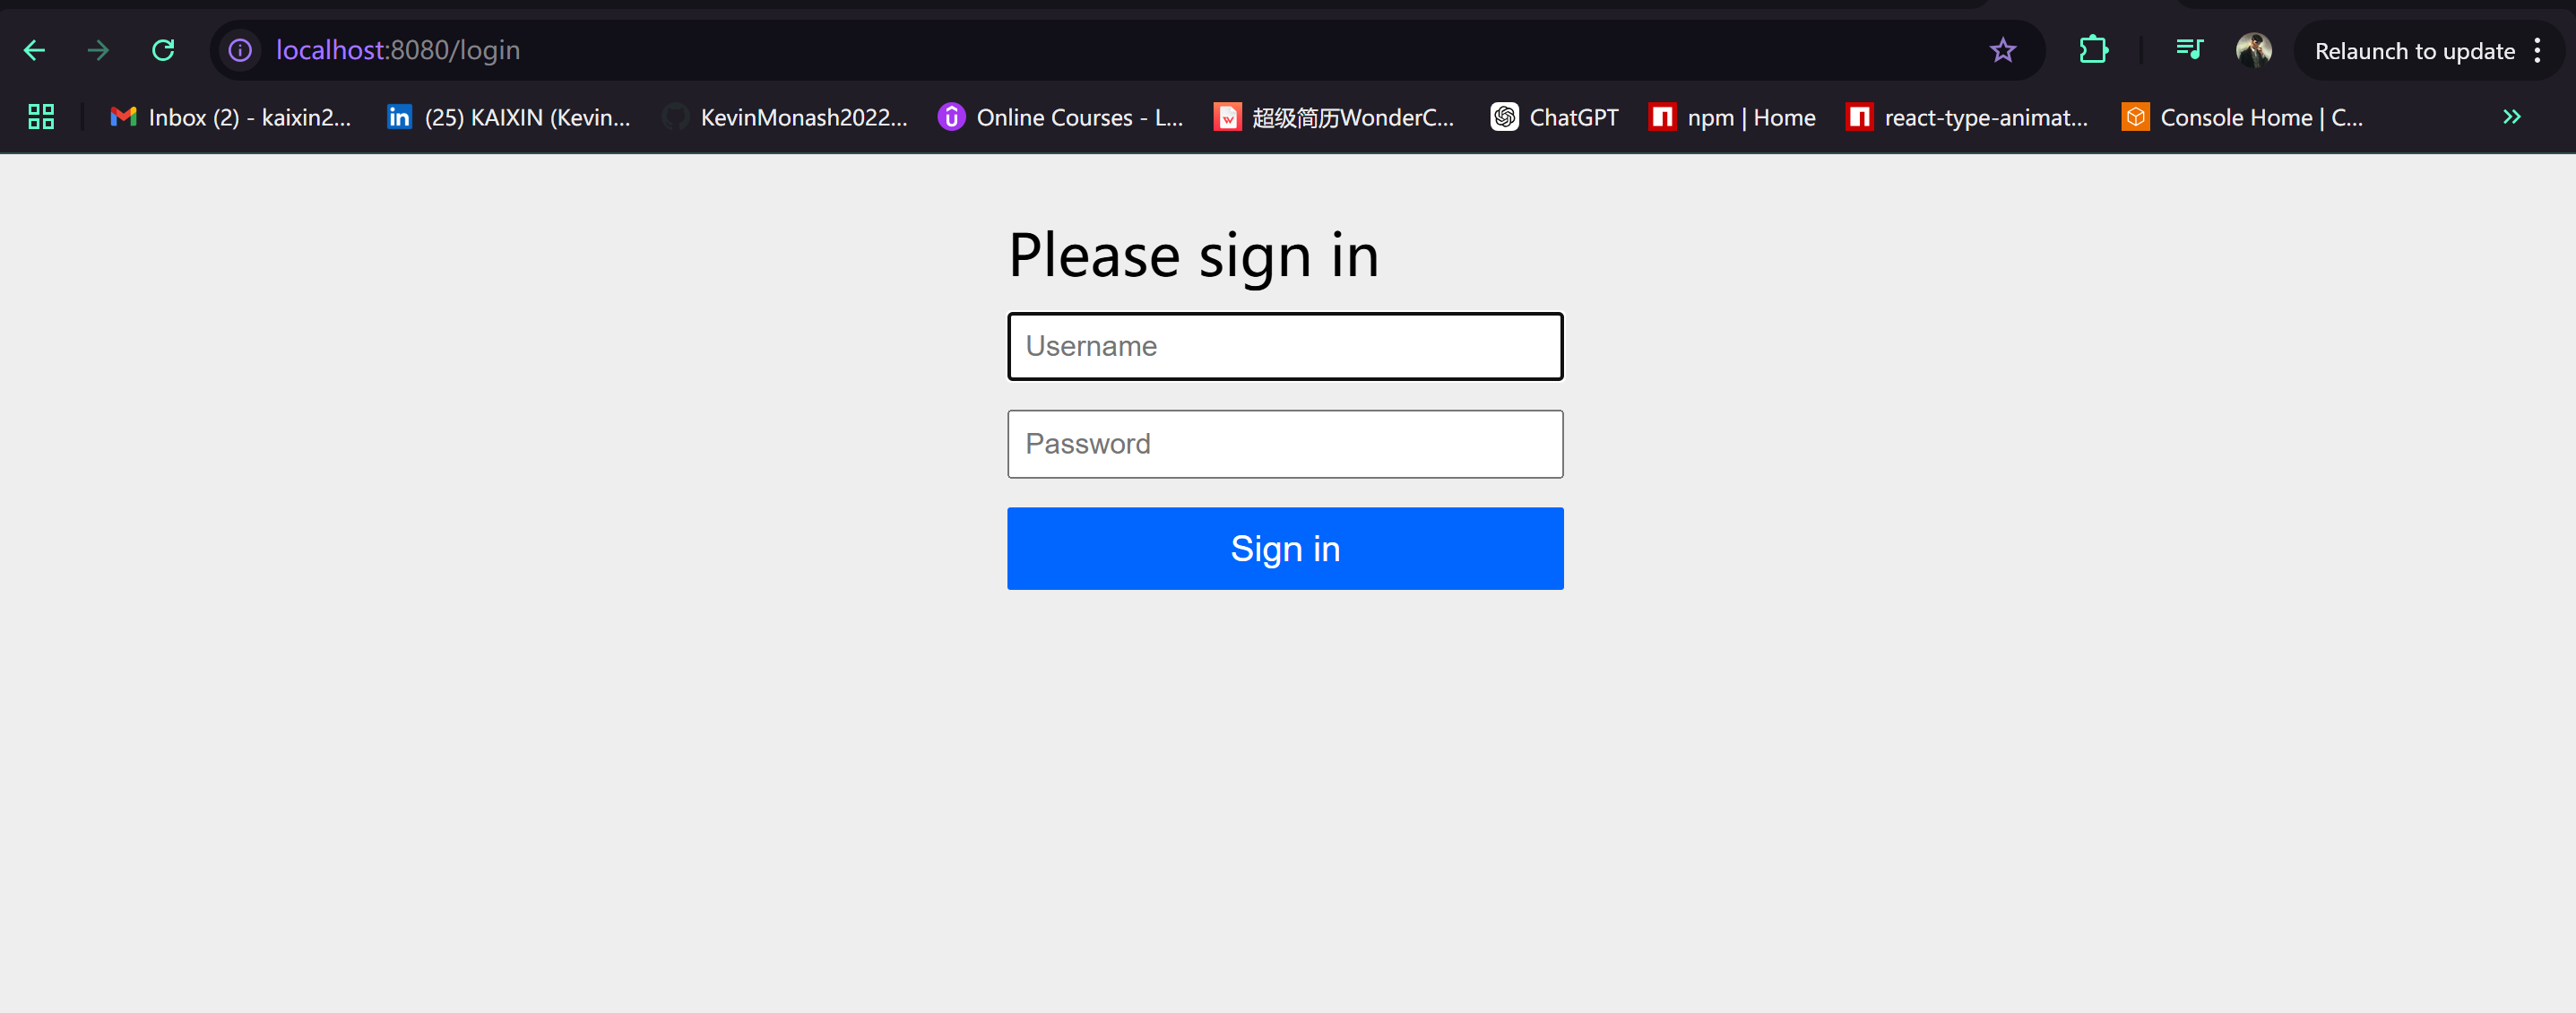 localhost:8080/login
Relaunch to update
Inbox (2) - kaixin2...
(25) KAIXIN (Kevin...
KevinMonash2022...
Online Courses - L...
超级简历WonderC...
ChatGPT
npm | Home
react-type-animat...
Console Home | C...
Please sign in
Username
Password
Sign in